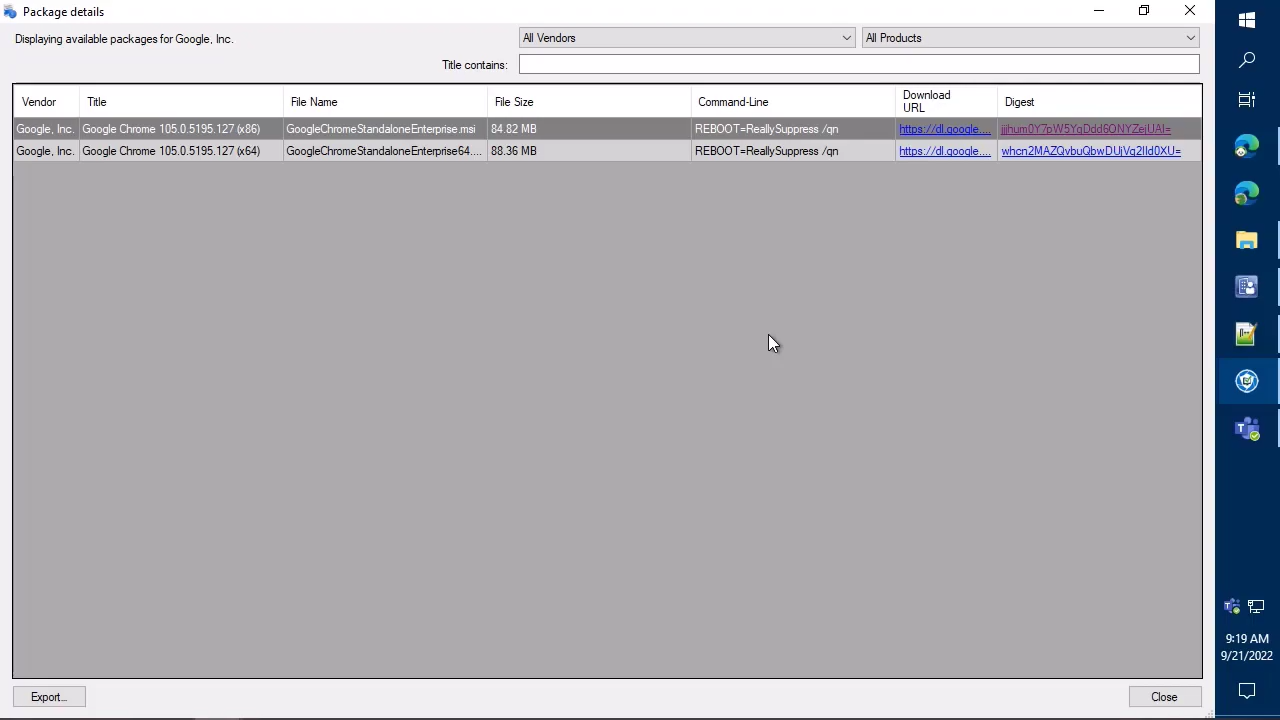 Package details
Displaying available packages for Google, Inc.
All Vendors
All Products
Title contains:
Vendor
Title
File Name
File Size
Command-Line
Download URL
Digest
Google, Inc. Google Chrome 105.0.5195.127 (x86) GoogleChromeStandaloneEnterprise.msi 84.82 MB REBOOT=ReallySuppress /qn https://dl.google....
Google, Inc. Google Chrome 105.0.5195.127 (x64) GoogleChromeStandaloneEnterprise64.... 88.36 MB REBOOT=ReallySuppress /qn https://dl.google....
Export...
Close
9:19 AM
9/21/2022